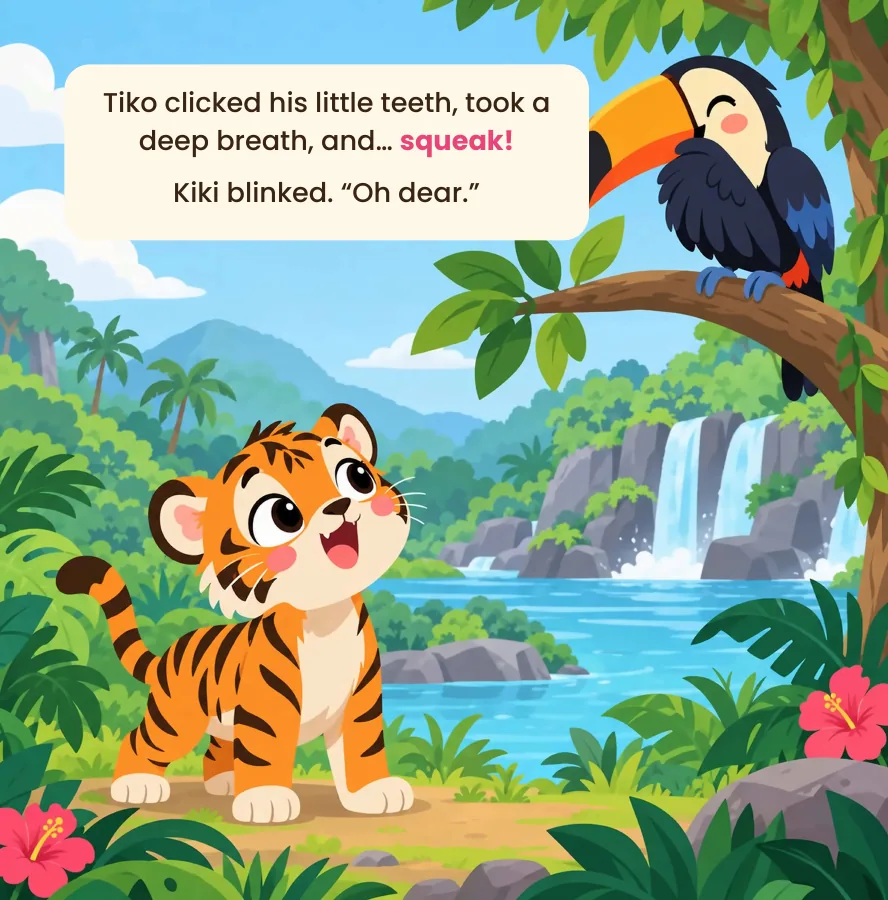 Tiko clicked his little teeth, took a
deep breath, and… squeak!
Kiki blinked. “Oh dear.”